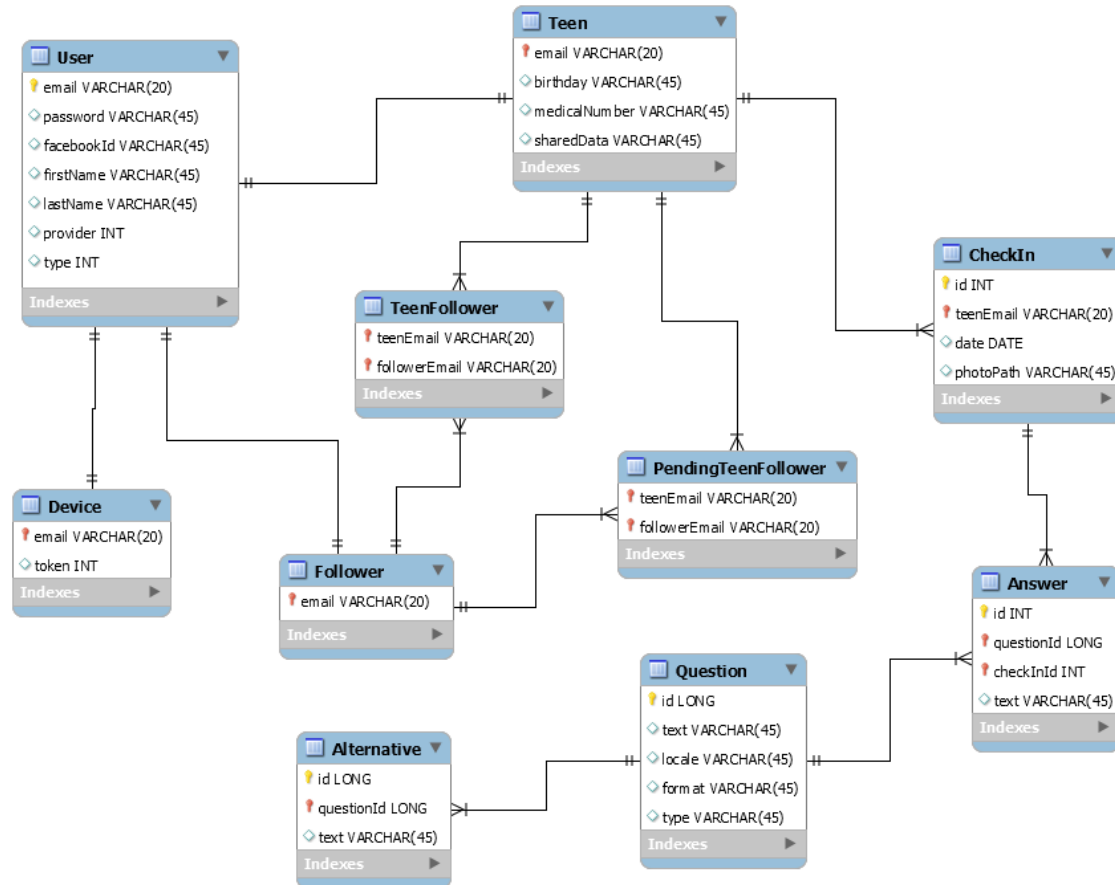 User
email VARCHAR(20)
password VARCHAR(45)
facebookId VARCHAR(45)
firstName VARCHAR(45)
lastName VARCHAR(45)
provider INT
type INT
Indexes
Teen
email VARCHAR(20)
birthday VARCHAR(45)
medicalNumber VARCHAR(45)
sharedData VARCHAR(45)
Indexes
CheckIn
id INT
teenEmail VARCHAR(20)
date DATE
photoPath VARCHAR(45)
Indexes
TeenFollower
teenEmail VARCHAR(20)
followerEmail VARCHAR(20)
Indexes
PendingTeenFollower
teenEmail VARCHAR(20)
followerEmail VARCHAR(20)
Indexes
Device
email VARCHAR(20)
token INT
Indexes
Follower
email VARCHAR(20)
Indexes
Answer
id INT
questionId LONG
checkInId INT
text VARCHAR(45)
Indexes
Question
id LONG
text VARCHAR(45)
locale VARCHAR(45)
format VARCHAR(45)
type VARCHAR(45)
Indexes
Alternative
id LONG
questionId LONG
text VARCHAR(45)
Indexes